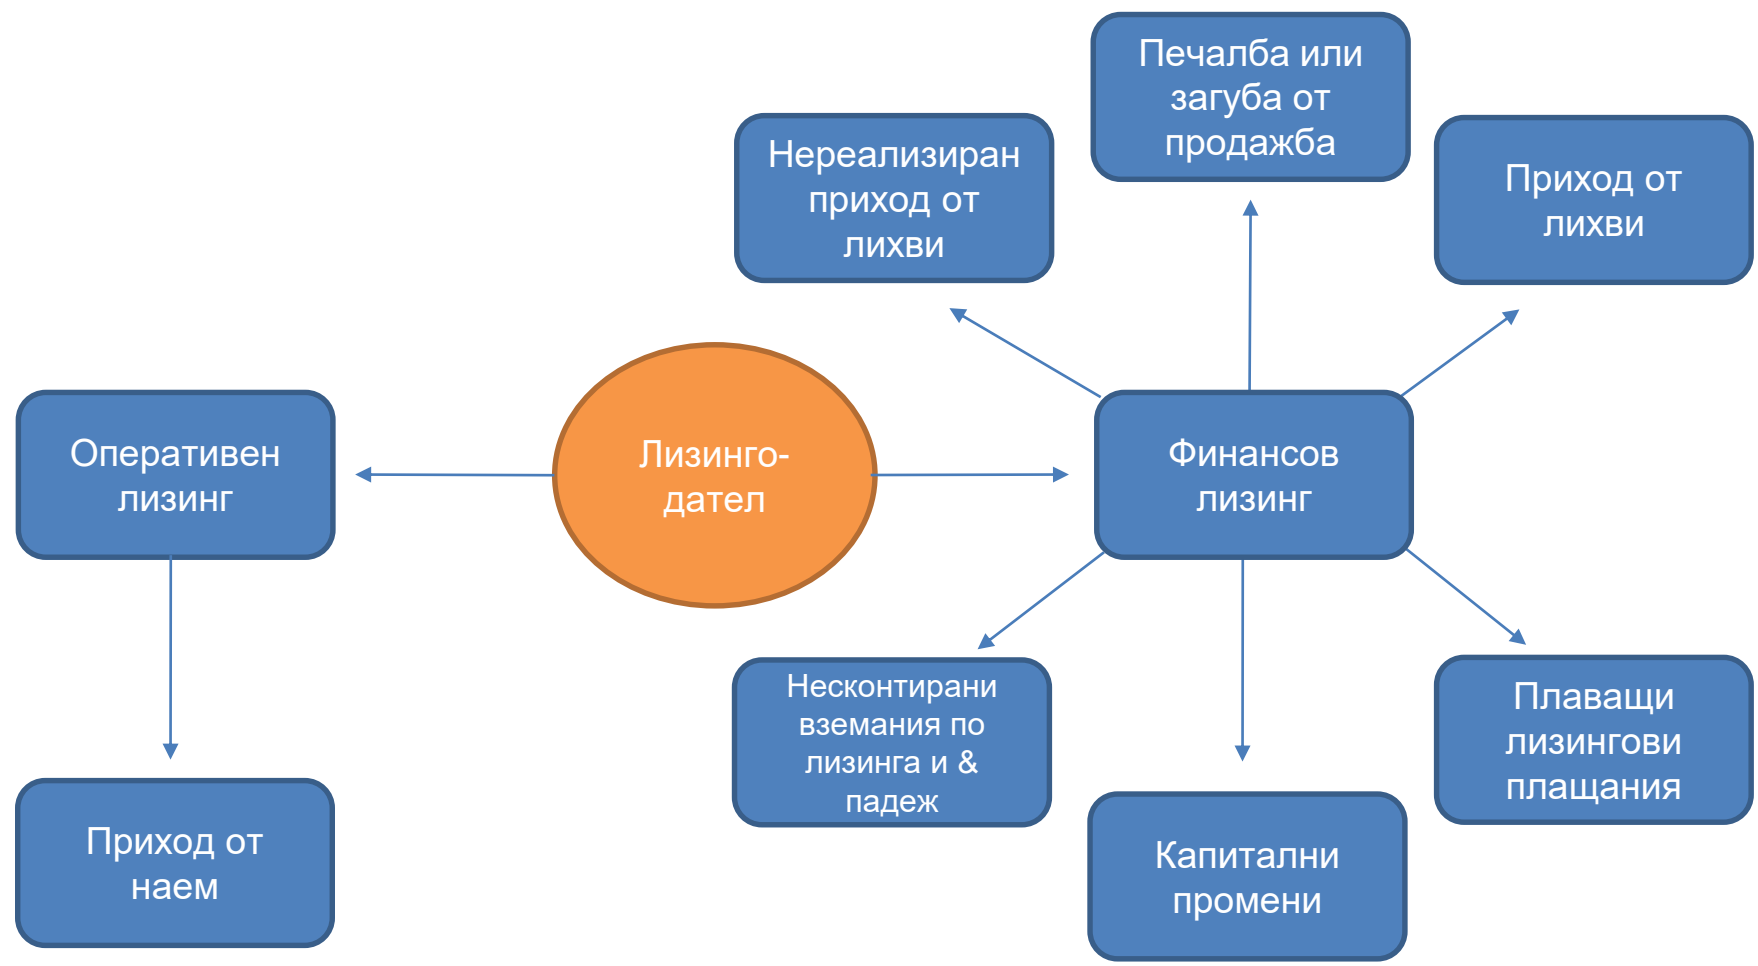 Печалба или
загуба от
продажба
Нереализиран
приход от
лихви
Приход от
лихви
Оперативен
лизинг
Лизинго-
дател
Финансов
лизинг
Несконтирани
вземания по
лизинга и &
падеж
Плаващи
лизингови
плащания
Приход от
наем
Капитални
промени